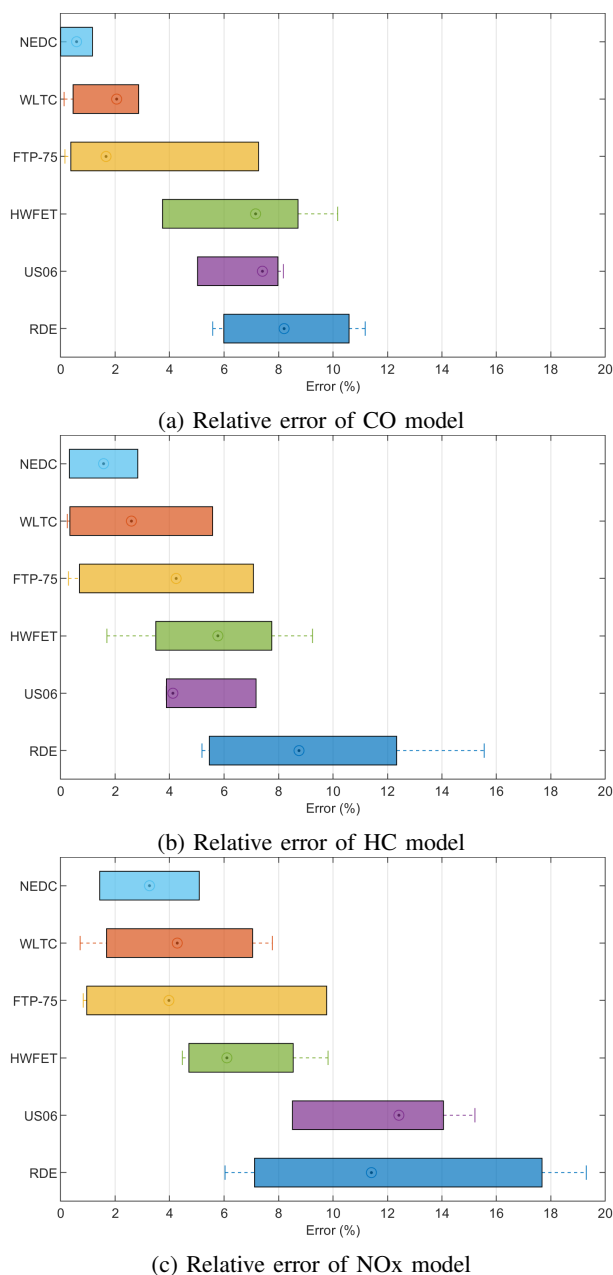 NEDC
WLTC
FTP-75
HWFET
US06
RDE
0 2 4 6 8 10 12 14 16 18 20
Error (%)
(a) Relative error of CO model
NEDC
WLTC
FTP-75
HWFET
US06
RDE
0 2 4 6 8 10 12 14 16 18 20
Error (%)
(b) Relative error of HC model
NEDC
WLTC
FTP-75
HWFET
US06
RDE
0 2 4 6 8 10 12 14 16 18 20
Error (%)
(c) Relative error of NOx model